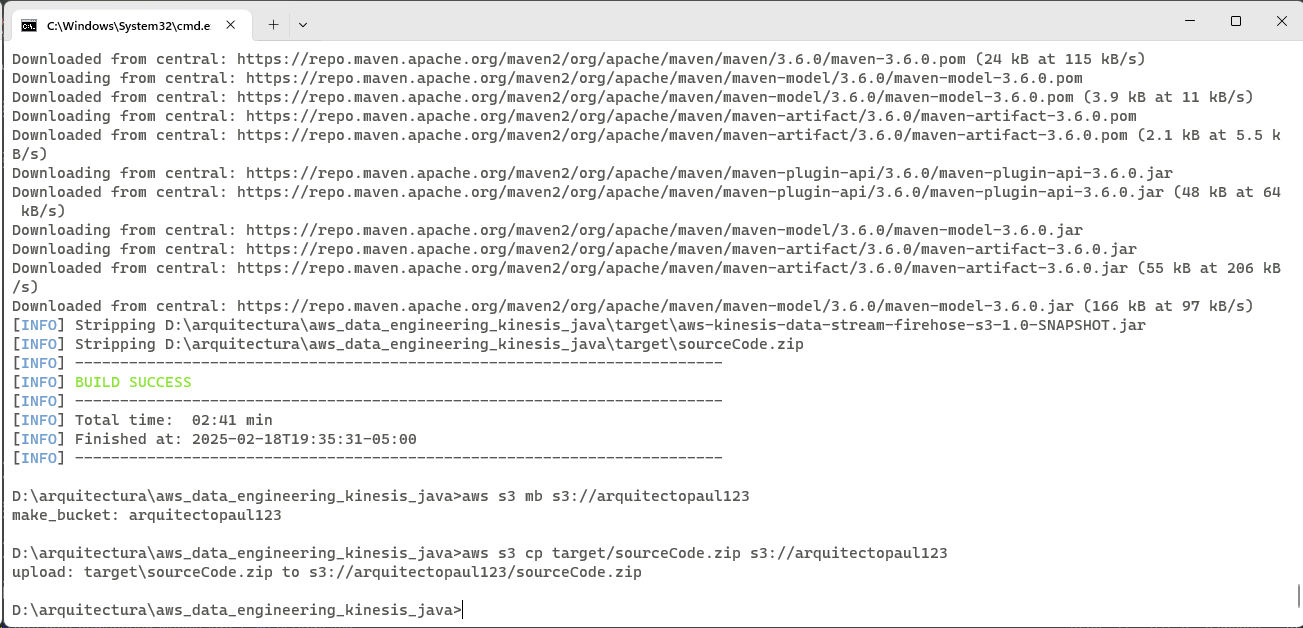 C:\Windows\System32\cmd.e
Downloaded from central: https://repo.maven.apache.org/maven2/org/apache/maven/maven/3.6.0/maven-3.6.0.pom (24 kB at 115 kB/s)
Downloading from central: https://repo.maven.apache.org/maven2/org/apache/maven/maven-model/3.6.0/maven-model-3.6.0.pom
Downloaded from central: https://repo.maven.apache.org/maven2/org/apache/maven/maven-model/3.6.0/maven-model-3.6.0.pom (3.9 kB at 11 kB/s)
Downloading from central: https://repo.maven.apache.org/maven2/org/apache/maven/maven-artifact/3.6.0/maven-artifact-3.6.0.pom
Downloaded from central: https://repo.maven.apache.org/maven2/org/apache/maven/maven-artifact/3.6.0/maven-artifact-3.6.0.pom (2.1 kB at 5.5 k
B/s)
Downloading from central: https://repo.maven.apache.org/maven2/org/apache/maven/maven-plugin-api/3.6.0/maven-plugin-api-3.6.0.jar
Downloaded from central: https://repo.maven.apache.org/maven2/org/apache/maven/maven-plugin-api/3.6.0/maven-plugin-api-3.6.0.jar (48 kB at 64
 kB/s)
Downloading from central: https://repo.maven.apache.org/maven2/org/apache/maven/maven-model/3.6.0/maven-model-3.6.0.jar
Downloading from central: https://repo.maven.apache.org/maven2/org/apache/maven/maven-artifact/3.6.0/maven-artifact-3.6.0.jar
Downloaded from central: https://repo.maven.apache.org/maven2/org/apache/maven/maven-artifact/3.6.0/maven-artifact-3.6.0.jar (55 kB at 206 kB
/s)
Downloaded from central: https://repo.maven.apache.org/maven2/org/apache/maven/maven-model/3.6.0/maven-model-3.6.0.jar (166 kB at 97 kB/s)
[INFO] Stripping D:\arquitectura\aws_data_engineering_kinesis_java\target\aws-kinesis-data-stream-firehose-s3-1.0-SNAPSHOT.jar
[INFO] Stripping D:\arquitectura\aws_data_engineering_kinesis_java\target\sourceCode.zip
[INFO] ------------------------------------------------------------------------
[INFO] BUILD SUCCESS
[INFO] ------------------------------------------------------------------------
[INFO] Total time:  02:41 min
[INFO] Finished at: 2025-02-18T19:35:31-05:00
[INFO] ------------------------------------------------------------------------
D:\arquitectura\aws_data_engineering_kinesis_java>aws s3 mb s3://arquitectopaul123
make_bucket: arquitectopaul123
D:\arquitectura\aws_data_engineering_kinesis_java>aws s3 cp target/sourceCode.zip s3://arquitectopaul123
upload: target\sourceCode.zip to s3://arquitectopaul123/sourceCode.zip
D:\arquitectura\aws_data_engineering_kinesis_java>